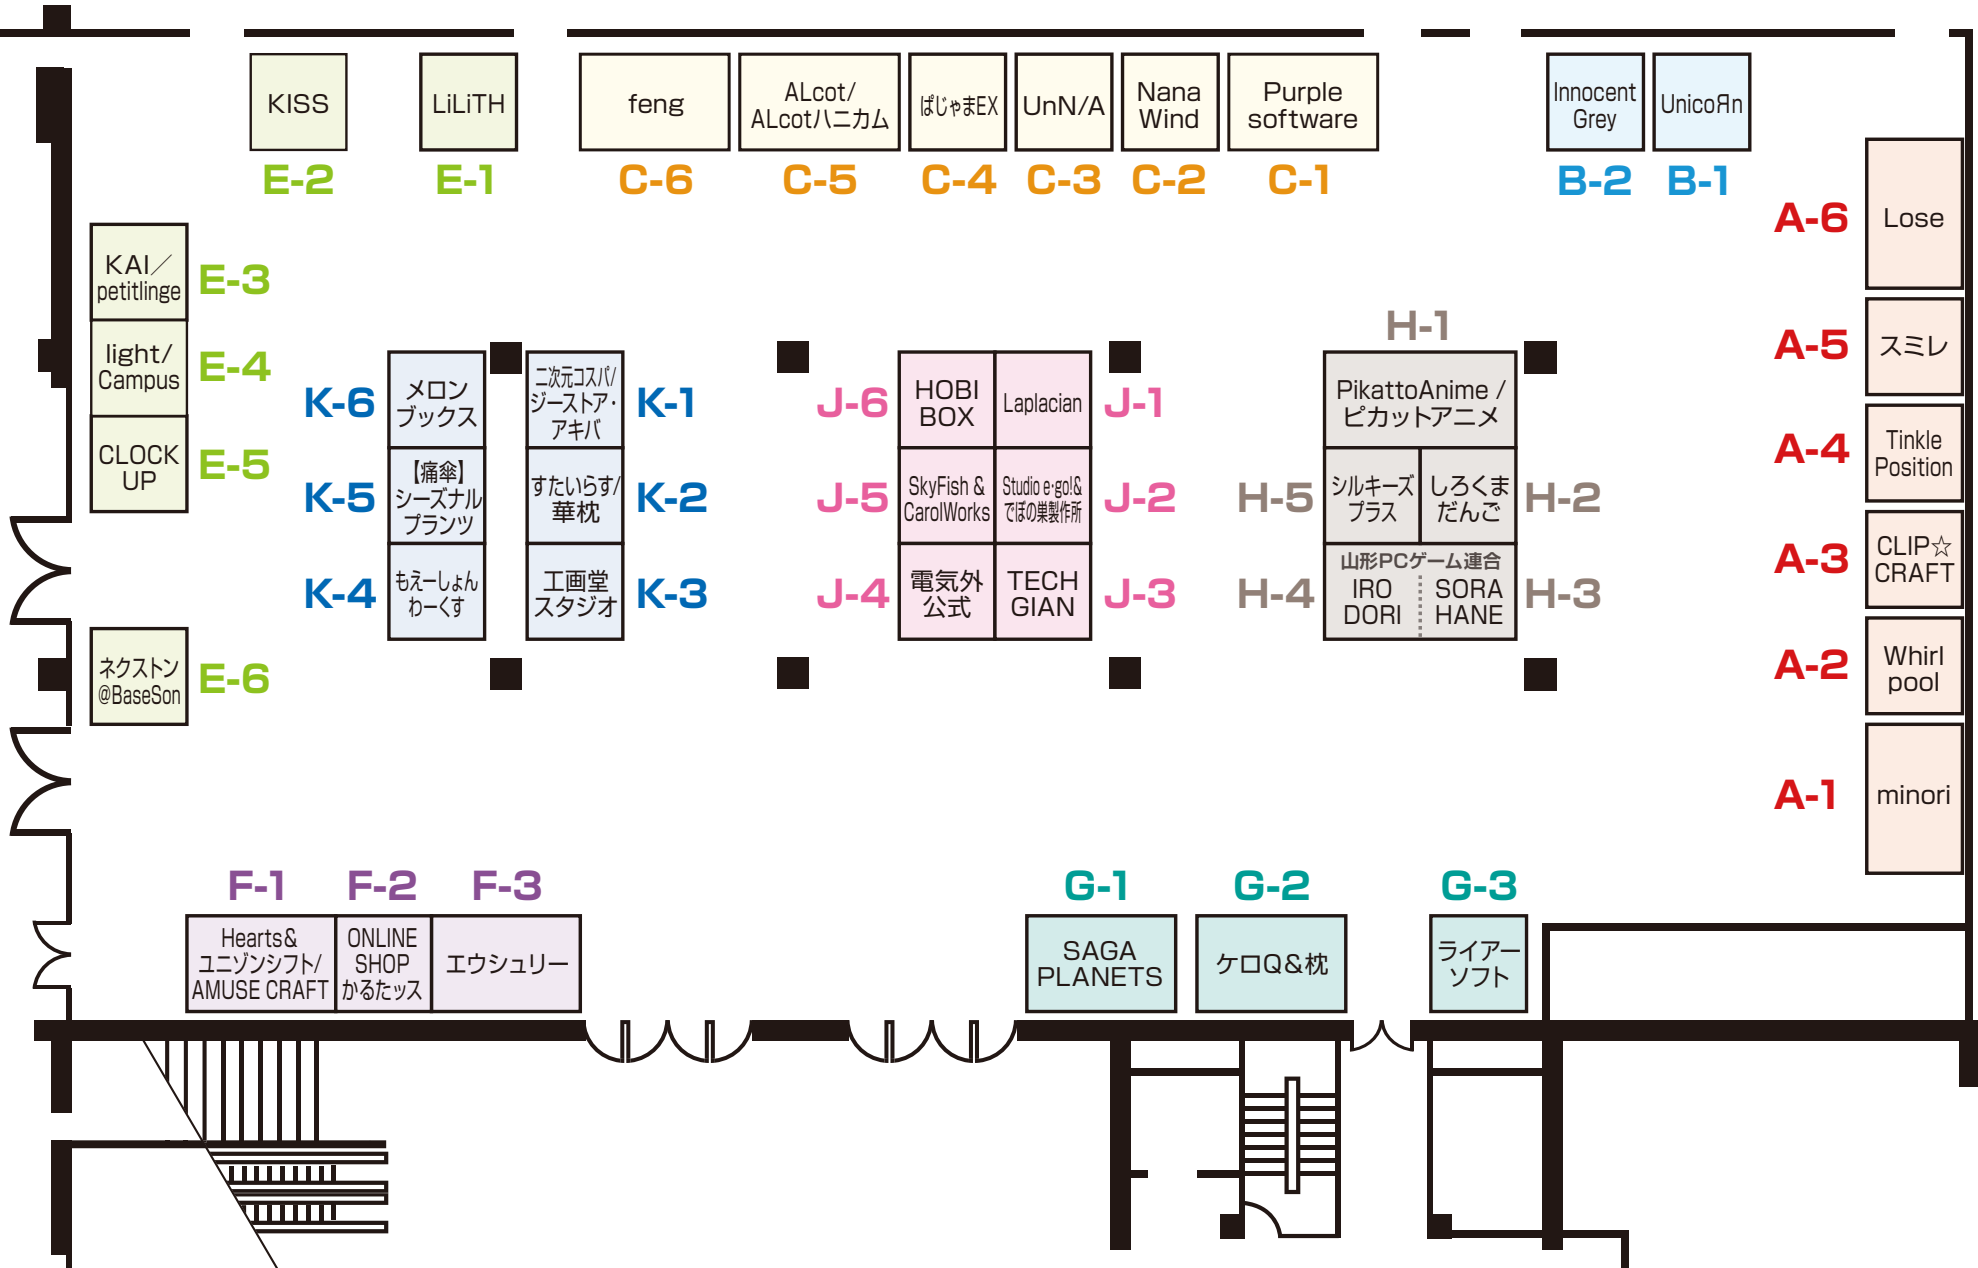 KISS
E-2
LiLiTH
E-1
feng
C-6
ALcot/
ALcotハニカム
C-5
ぱじゃまEX
C-4
UnN/A
C-3
Nana
Wind
C-2
Purple
software
C-1
Innocent
Grey
B-2
UnicoЯn
B-1
Lose
A-6
スミレ
A-5
Tinkle
Position
A-4
CLIP☆
CRAFT
A-3
Whirl
pool
A-2
minori
A-1
KAI／
petitlinge
E-3
light/
Campus
E-4
CLOCK
UP
E-5
ネクストン
@BaseSon
E-6
K-6
メロン
ブックス
二次元コスパ/
ジーストア・
アキバ
K-1
K-5
【痛傘】
シーズナル
プランツ
すたいらす/
華枕
K-2
K-4
もえーしょん
わーくす
工画堂
スタジオ
K-3
J-6
HOBI
BOX
Laplacian
J-1
J-5
SkyFish &
CarolWorks
Studio e・go!&
でぼの巣製作所
J-2
J-4
電気外
公式
TECH
GIAN
J-3
H-1
PikattoAnime /
ピカットアニメ
H-5
シルキーズ
プラス
しろくま
だんご
H-2
山形PCゲーム連合
H-4
IRO
DORI
SORA
HANE
H-3
F-1
Hearts&
ユニゾンシフト/
AMUSE CRAFT
F-2
ONLINE
SHOP
かるたッス
F-3
エウシュリー
G-1
SAGA
PLANETS
G-2
ケロQ&枕
G-3
ライアー
ソフト